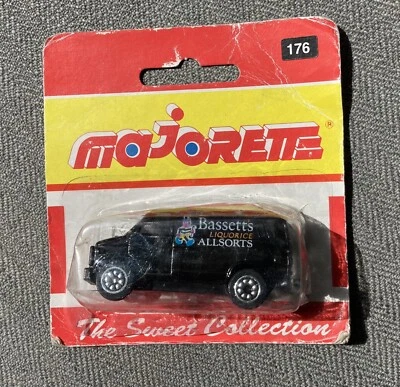 176
MAJORETTE
®
Bassett's
LIQUORICE
ALLSORTS
The Sweet Collection